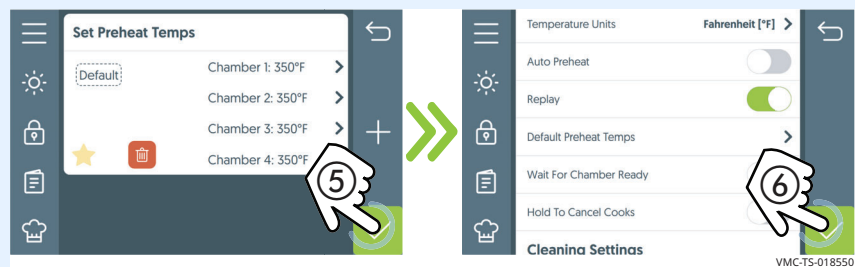 Set Preheat Temps
Default
Chamber 1: 350°F
Chamber 2: 350°F
Chamber 3: 350°F
Chamber 4: 350°F
5
Temperature Units Fahrenheit [°F]
Auto Preheat
Replay
Default Preheat Temps
Wait For Chamber Ready
Hold To Cancel Cooks
Cleaning Settings
6
VMC-TS-018550